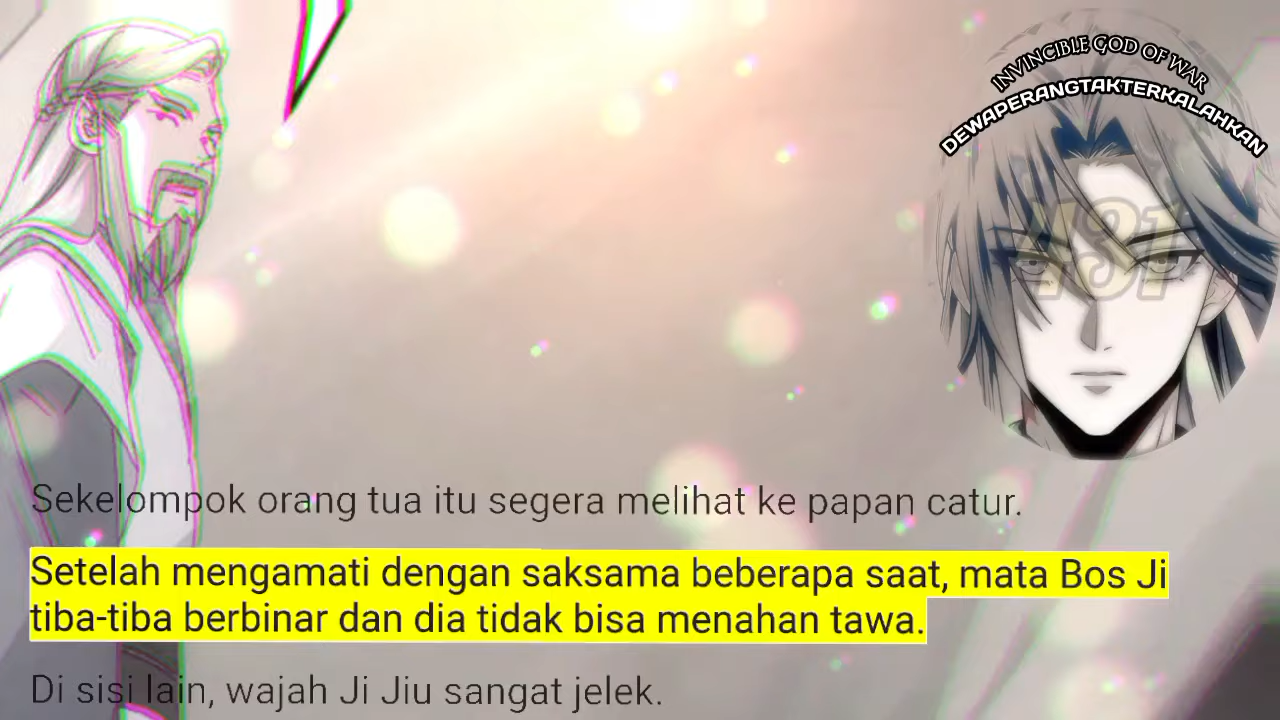 INVINCIBLE GOD OF WAR
DEWAPERANGTAKTERKALAHKAN
431
Sekelompok orang tua itu segera melihat ke papan catur.
Setelah mengamati dengan saksama beberapa saat, mata Bos Ji
tiba-tiba berbinar dan dia tidak bisa menahan tawa.
Di sisi lain, wajah Ji Jiu sangat jelek.